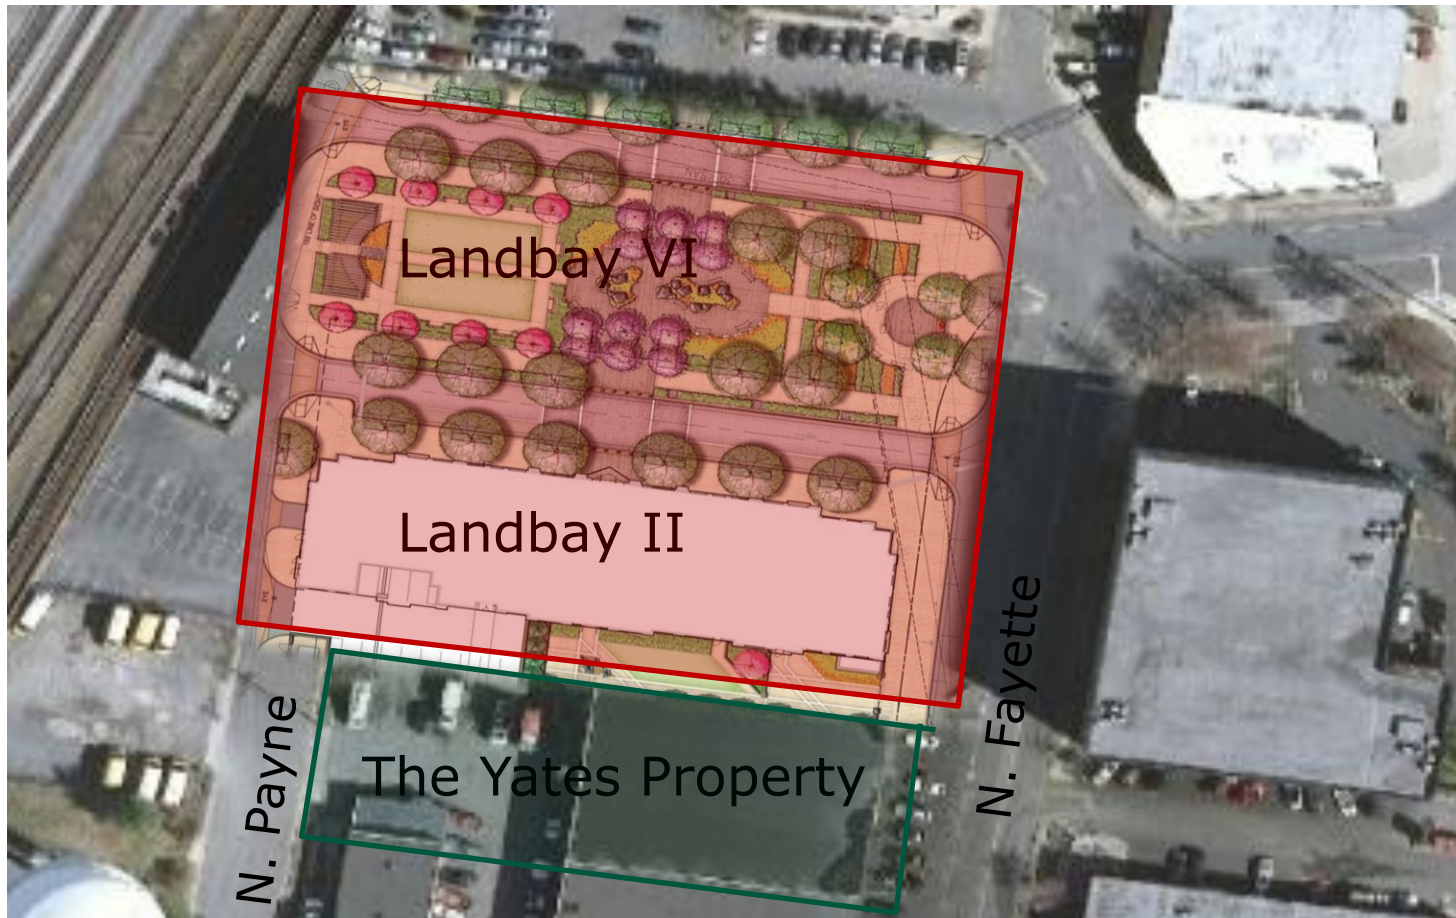 Landbay VI
Landbay II
The Yates Property
N. Payne
N. Fayette